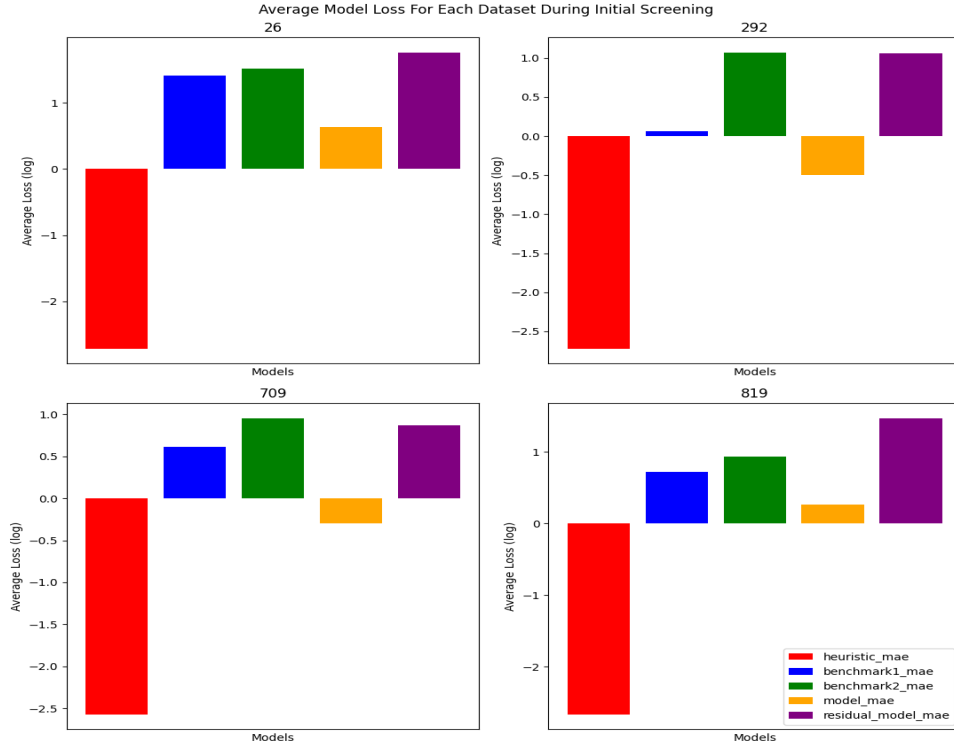 Average Model Loss For Each Dataset During Initial Screening
26
1
0
−1
−2
Average Loss (log)
Models
292
1.0
0.5
0.0
−0.5
−1.0
−1.5
−2.0
−2.5
Average Loss (log)
Models
709
1.0
0.5
0.0
−0.5
−1.0
−1.5
−2.0
−2.5
Average Loss (log)
Models
819
1
0
−1
−2
Average Loss (log)
heuristic_mae
benchmark1_mae
benchmark2_mae
model_mae
residual_model_mae
Models